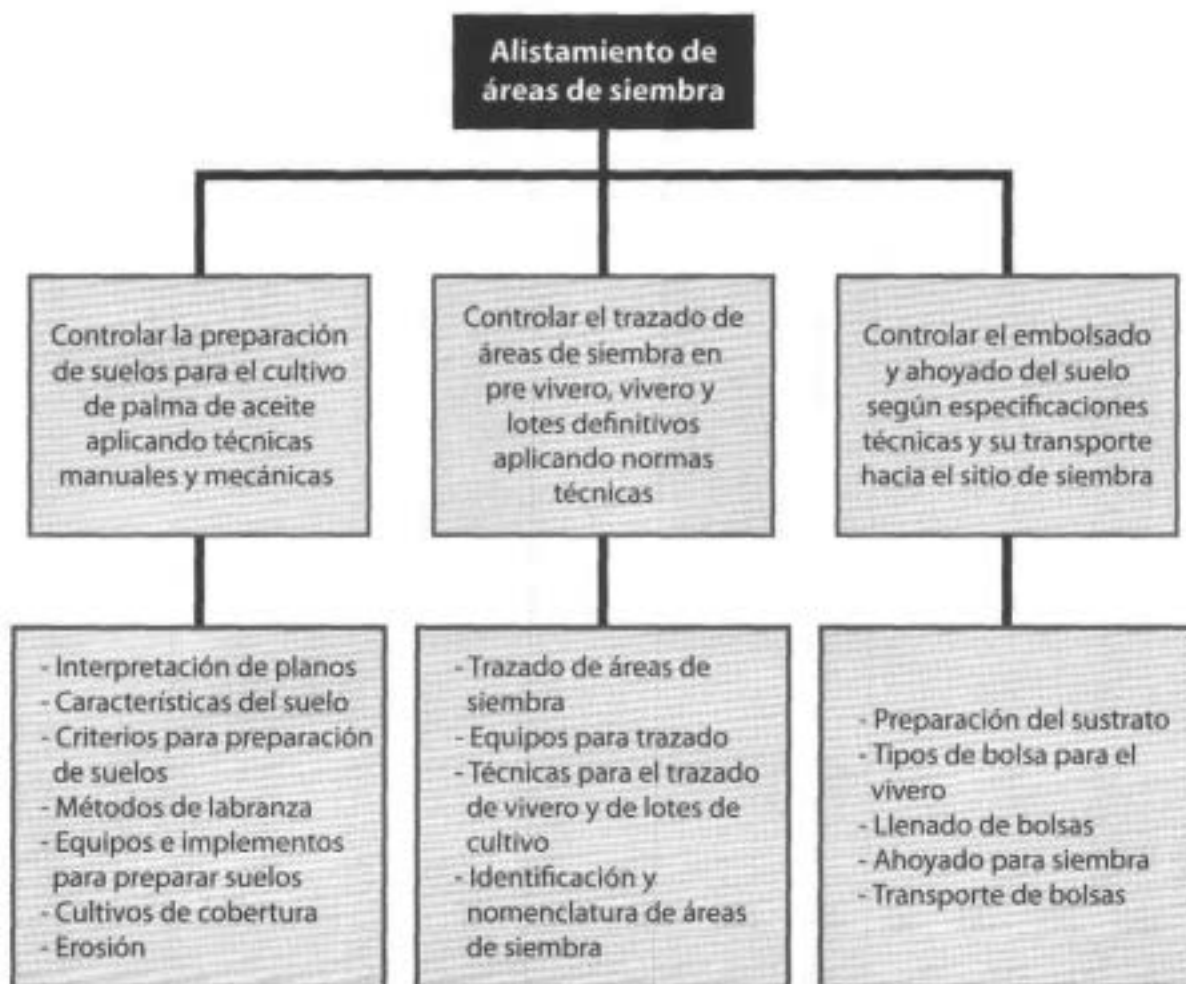 Alistamiento de
áreas de siembra
Controlar la preparación
de suelos para el cultivo
de palma de aceite
aplicando técnicas
manuales y mecánicas
Controlar el trazado de
áreas de siembra en
pre vivero, vivero y
lotes definitivos
aplicando normas
técnicas
Controlar el embolsado
y ahoyado del suelo
según especificaciones
técnicas y su transporte
hacia el sitio de siembra
- Interpretación de planos
- Características del suelo
- Criterios para preparación
de suelos
- Métodos de labranza
- Equipos e implementos
para preparar suelos
- Cultivos de cobertura
- Erosión
- Trazado de áreas de
siembra
- Equipos para trazado
- Técnicas para el trazado
de vivero y de lotes de
cultivo
- Identificación y
nomenclatura de áreas
de siembra
- Preparación del sustrato
- Tipos de bolsa para el
vivero
- Llenado de bolsas
- Ahoyado para siembra
- Transporte de bolsas